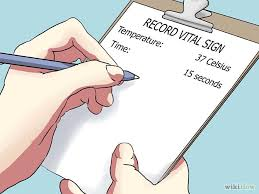 RECORD VITAL SIGN
Temperature: 37 Celsius
Time: 15 seconds
wikiHow